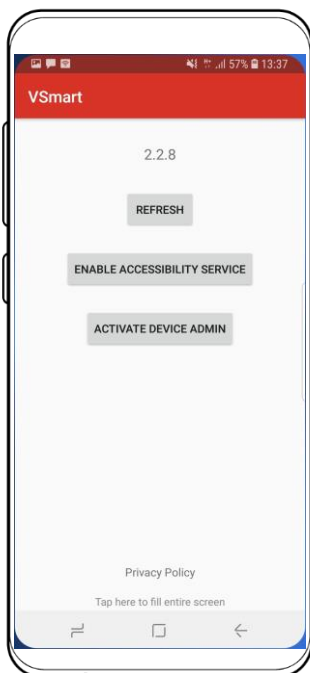 57% 13:37
VSmart
2.2.8
REFRESH
ENABLE ACCESSIBILITY SERVICE
ACTIVATE DEVICE ADMIN
Privacy Policy
Tap here to fill entire screen